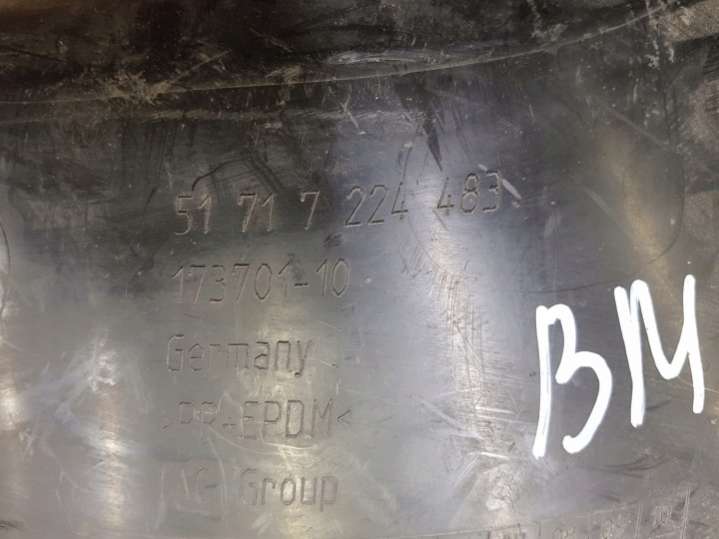 51 71 7 224 483
173701-10
Germany
>PP-EPDM<
Group
BM